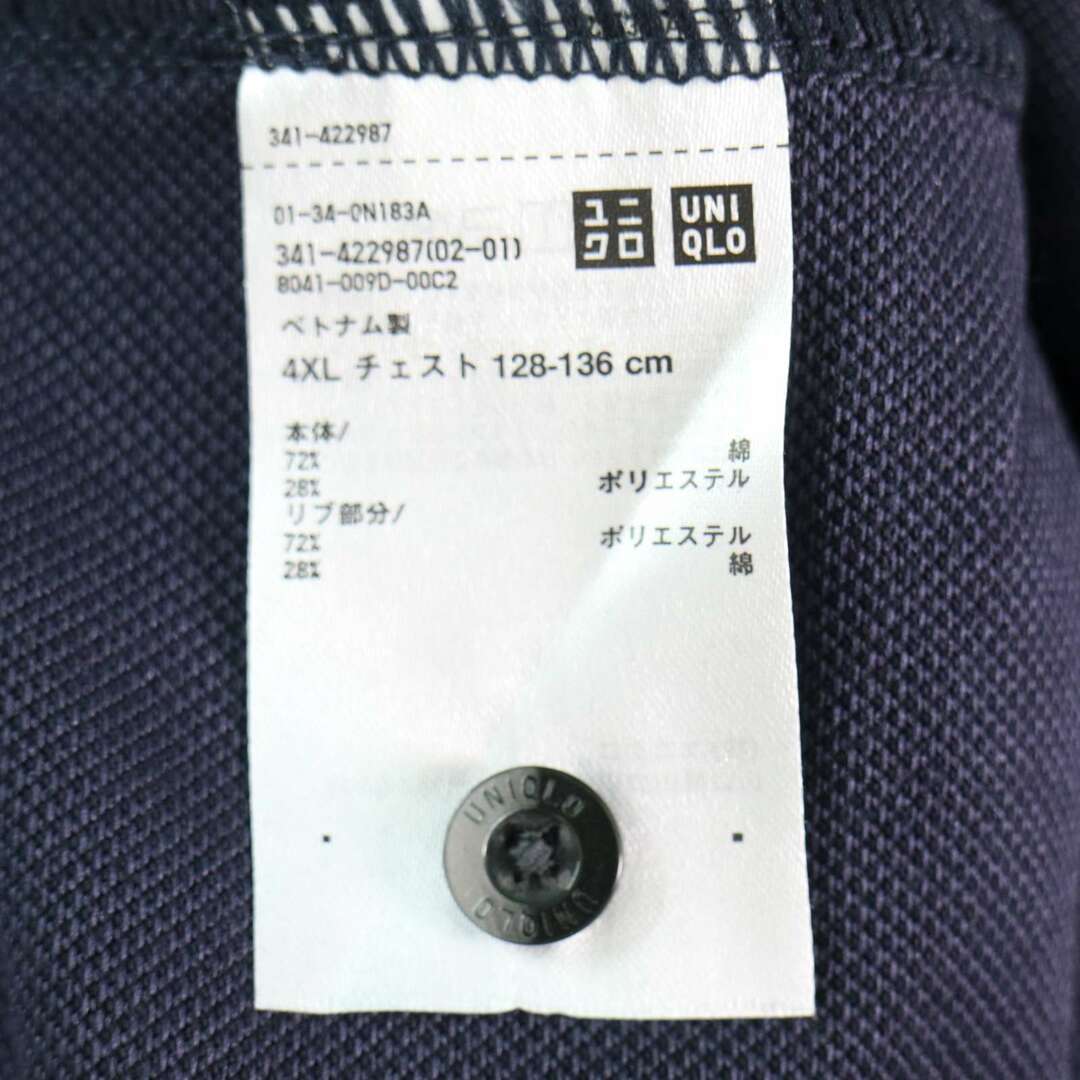 341-422987
01-34-0N183A
ユニクロ
UNIQLO
341-422987(02-01)
8041-009D-00C2
ベトナム製
4XL チェスト 128-136 cm
本体/
72% 綿
28% ポリエステル
リブ部分/
72% ポリエステル
28% 綿
UNIQLO
UNIQLO